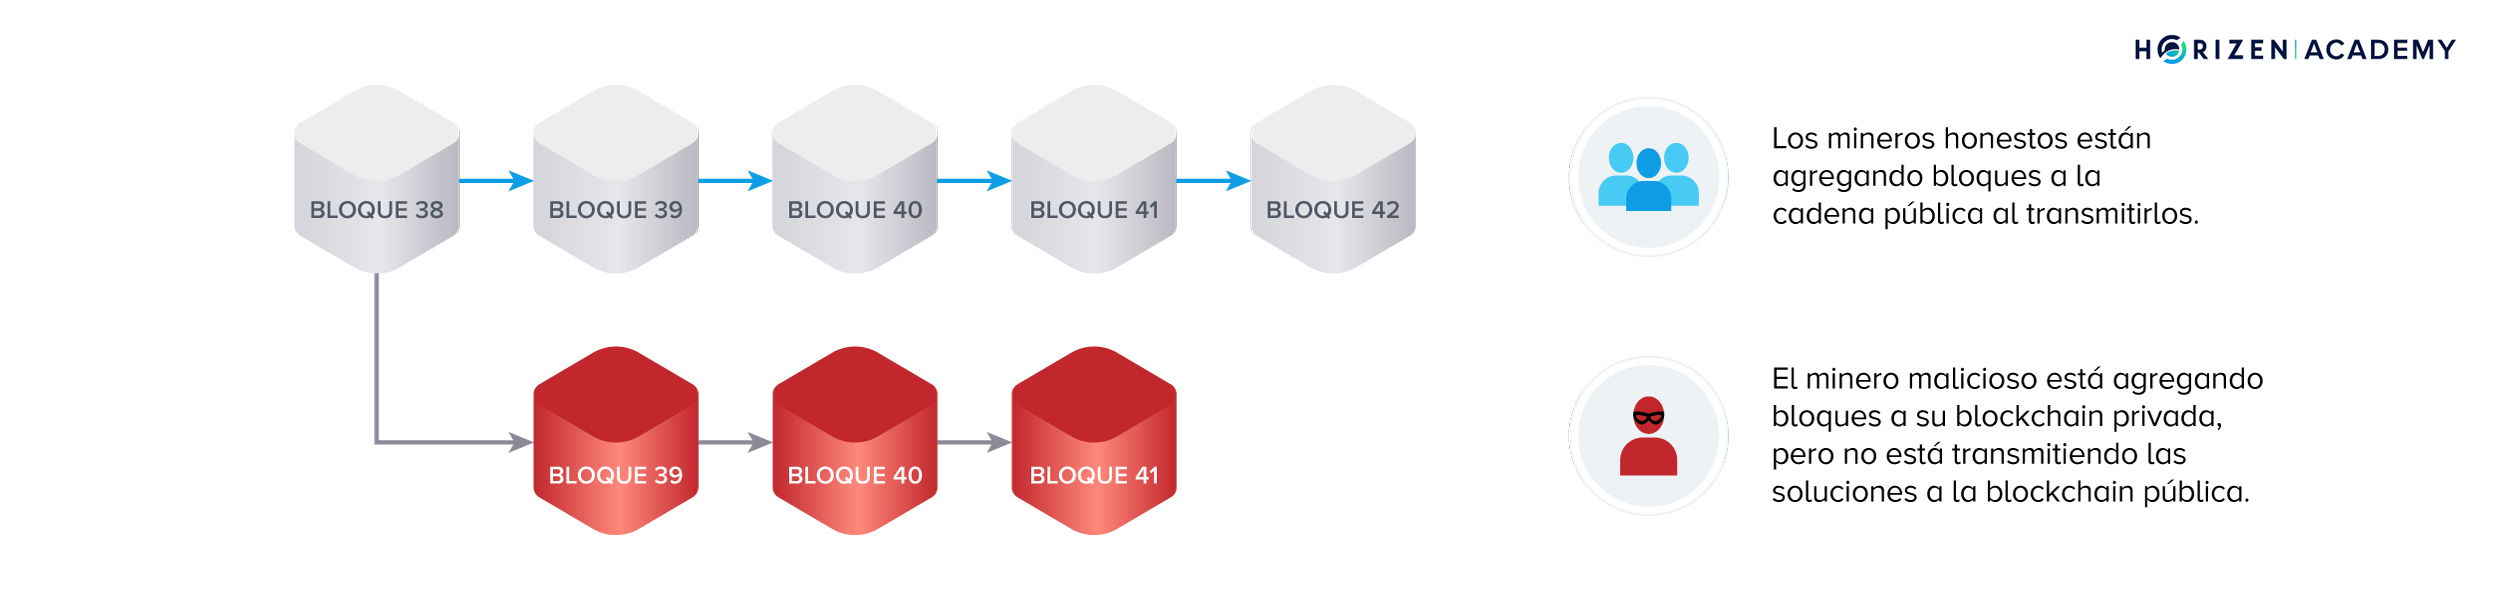 HORIZEN | ACADEMY
BLOQUE 38
BLOQUE 39
BLOQUE 40
BLOQUE 41
BLOQUE 42
Los mineros honestos están
agregando bloques a la
cadena pública al transmitirlos.
BLOQUE 39
BLOQUE 40
BLOQUE 41
El minero malicioso está agregando
bloques a su blockchain privada,
pero no está transmitiendo las
soluciones a la blockchain pública.